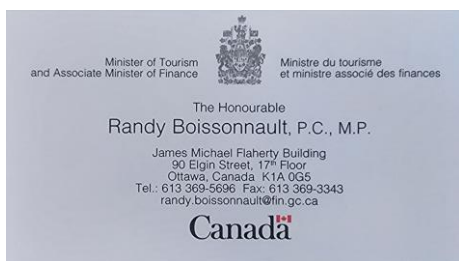 Minister of Tourism
and Associate Minister of Finance
Ministre du tourisme
et ministre associé des finances
The Honourable
Randy Boissonnault, P.C., M.P.
James Michael Flaherty Building
90 Elgin Street, 17th Floor
Ottawa, Canada K1A 0G5
Tel.: 613 369-5696 Fax: 613 369-3343
randy.boissonnault@fin.gc.ca
Canada